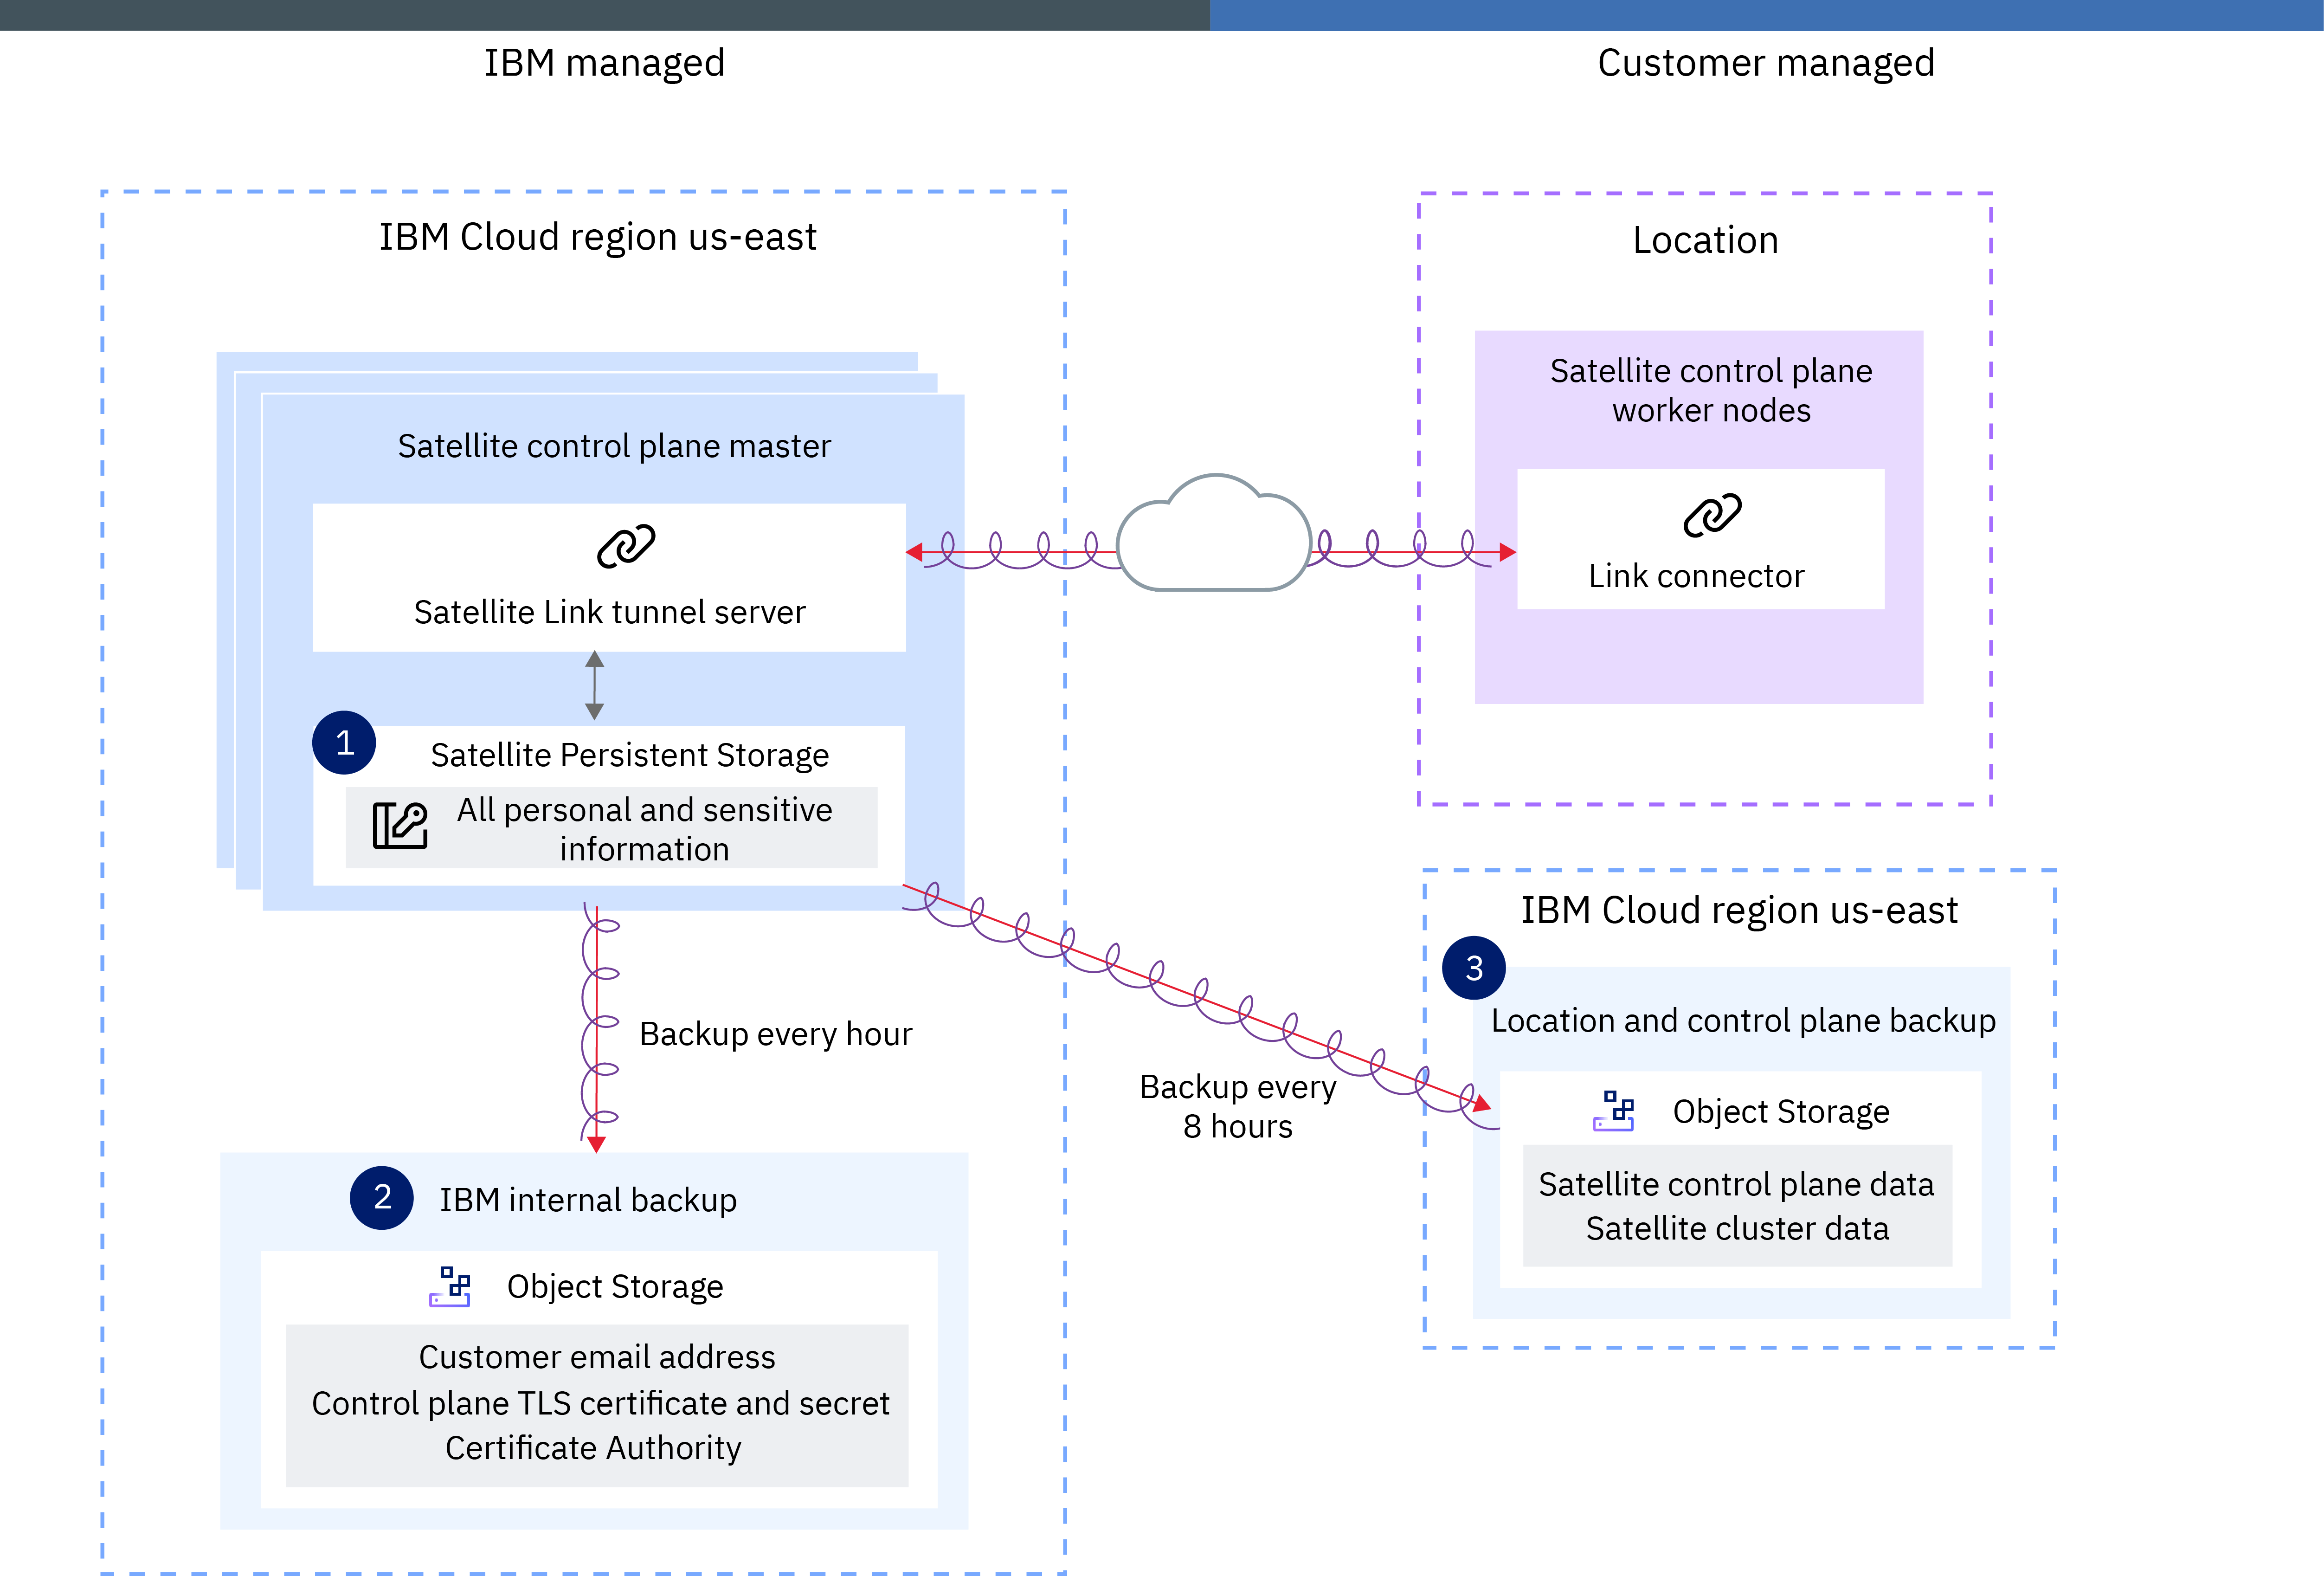 IBM managed
Customer managed
IBM Cloud region us-east
Satellite control plane master
Satellite Link tunnel server
1
Satellite Persistent Storage
All personal and sensitive
information
Backup every hour
2
IBM internal backup
Object Storage
Customer email address
Control plane TLS certificate and secret
Certificate Authority
Location
Satellite control plane
worker nodes
Link connector
Backup every
8 hours
IBM Cloud region us-east
3
Location and control plane backup
Object Storage
Satellite control plane data
Satellite cluster data